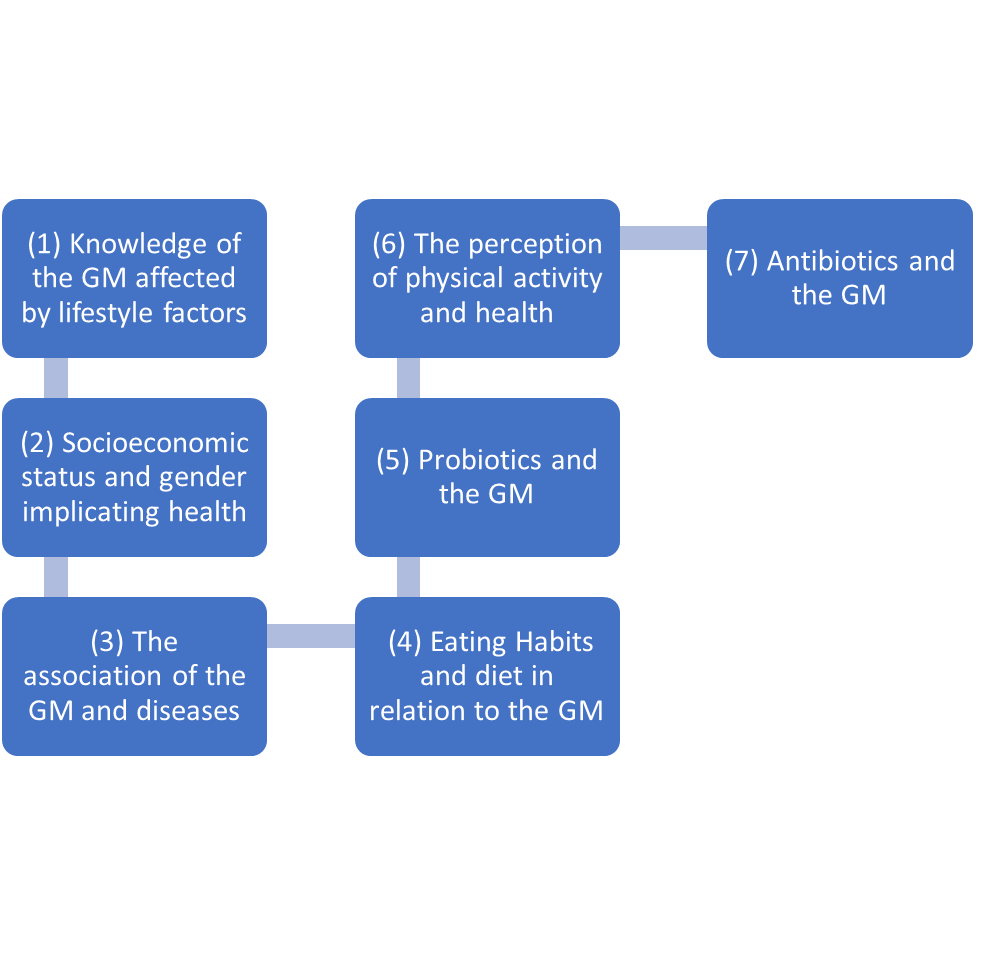 (1) Knowledge of
the GM affected
by lifestyle factors
(2) Socioeconomic
status and gender
implicating health
(3) The
association of the
GM and diseases
(4) Eating Habits
and diet in
relation to the GM
(5) Probiotics and
the GM
(6) The perception
of physical activity
and health
(7) Antibiotics and
the GM